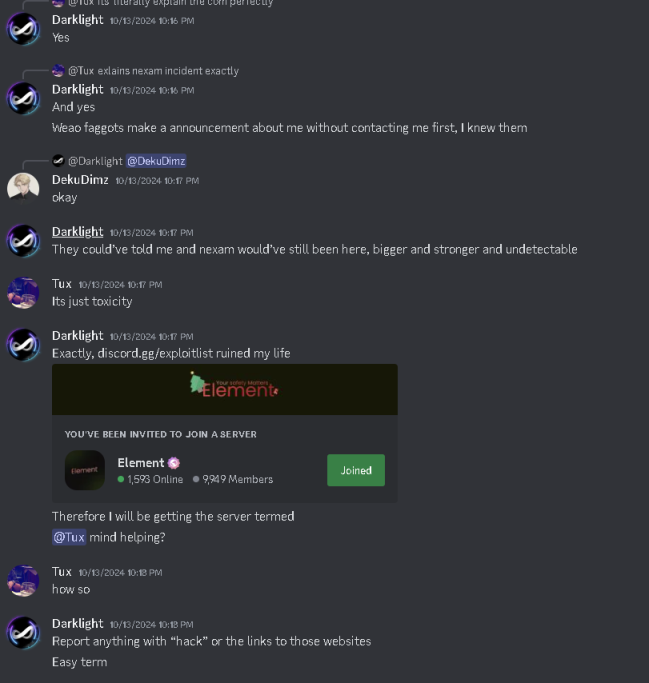 @Tux its literally explain the com perfectly
Darklight 10/13/2024 10:16 PM
Yes
@Tux exlains nexam incident exactly
Darklight 10/13/2024 10:16 PM
And yes
Weao faggots make a announcement about me without contacting me first, I knew them
@Darklight @DekuDimz
DekuDimz 10/13/2024 10:17 PM
okay
Darklight 10/13/2024 10:17 PM
They could've told me and nexam would've still been here, bigger and stronger and undetectable
Tux 10/13/2024 10:17 PM
Its just toxicity
Darklight 10/13/2024 10:17 PM
Exactly, discord.gg/exploitlist ruined my life
Your safety Matters
Element
YOU'VE BEEN INVITED TO JOIN A SERVER
Element
Element
1,593 Online 9,949 Members
Joined
Therefore I will be getting the server termed
@Tux mind helping?
Tux 10/13/2024 10:18 PM
how so
Darklight 10/13/2024 10:18 PM
Report anything with “hack” or the links to those websites
Easy term